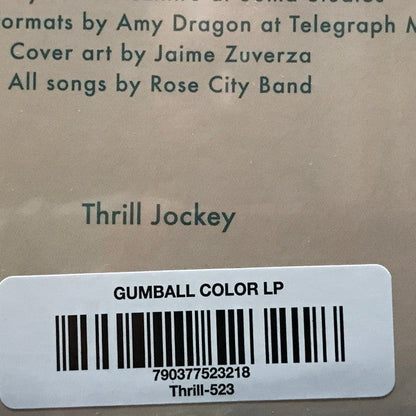 ormats by Amy Dragon at Telegraph M
Cover art by Jaime Zuverza
All songs by Rose City Band
Thrill Jockey
GUMBALL COLOR LP
790377523218
Thrill-523